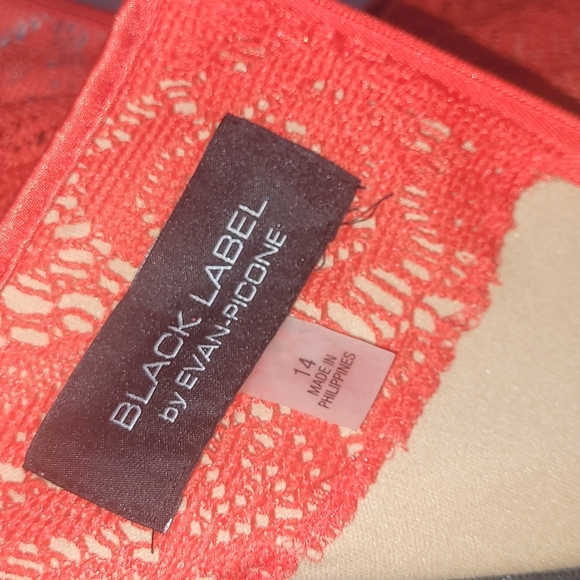 BLACK LABEL
by EVAN-PICONE
14
MADE IN
PHILIPPINES